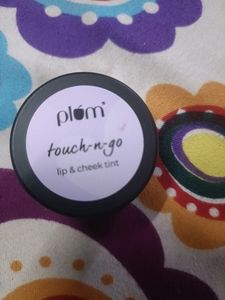 plum
touch-n-go
lip & cheek tint